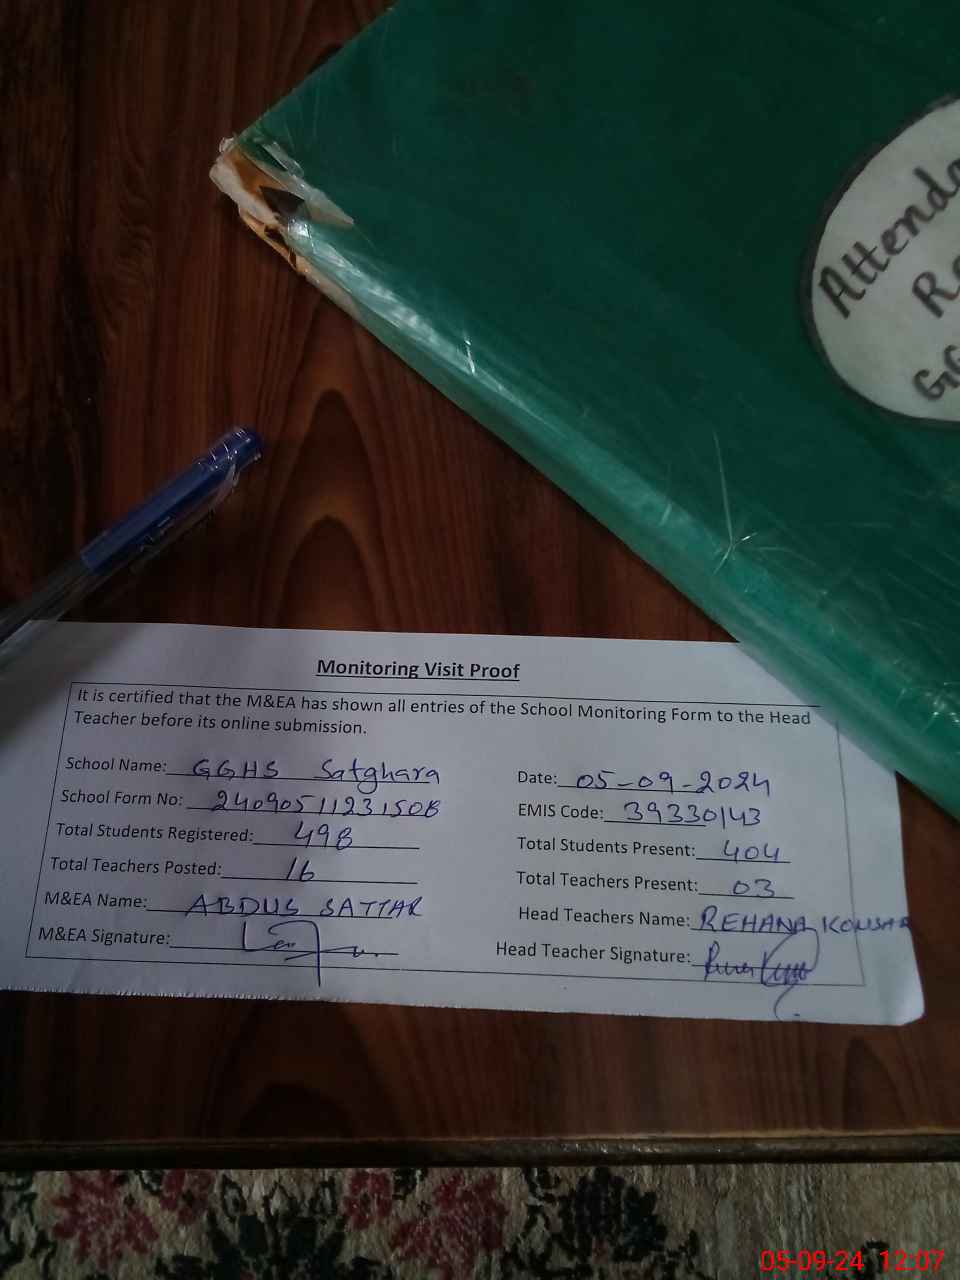 Attenda
R
GG
Monitoring Visit Proof
It is certified that the M&EA has shown all entries of the School Monitoring Form to the Head
Teacher before its online submission.
School Name: GGHS Satghara
Date: 05-09-2024
School Form No: 24090511231508
EMIS Code: 39330143
Total Students Registered: 498
Total Students Present: 404
Total Teachers Posted: 16
Total Teachers Present: 03
M&EA Name: ABDUS SATTAR
Head Teachers Name: REHANA KOUSAR
M&EA Signature:
Head Teacher Signature:
05-09-24 12:07